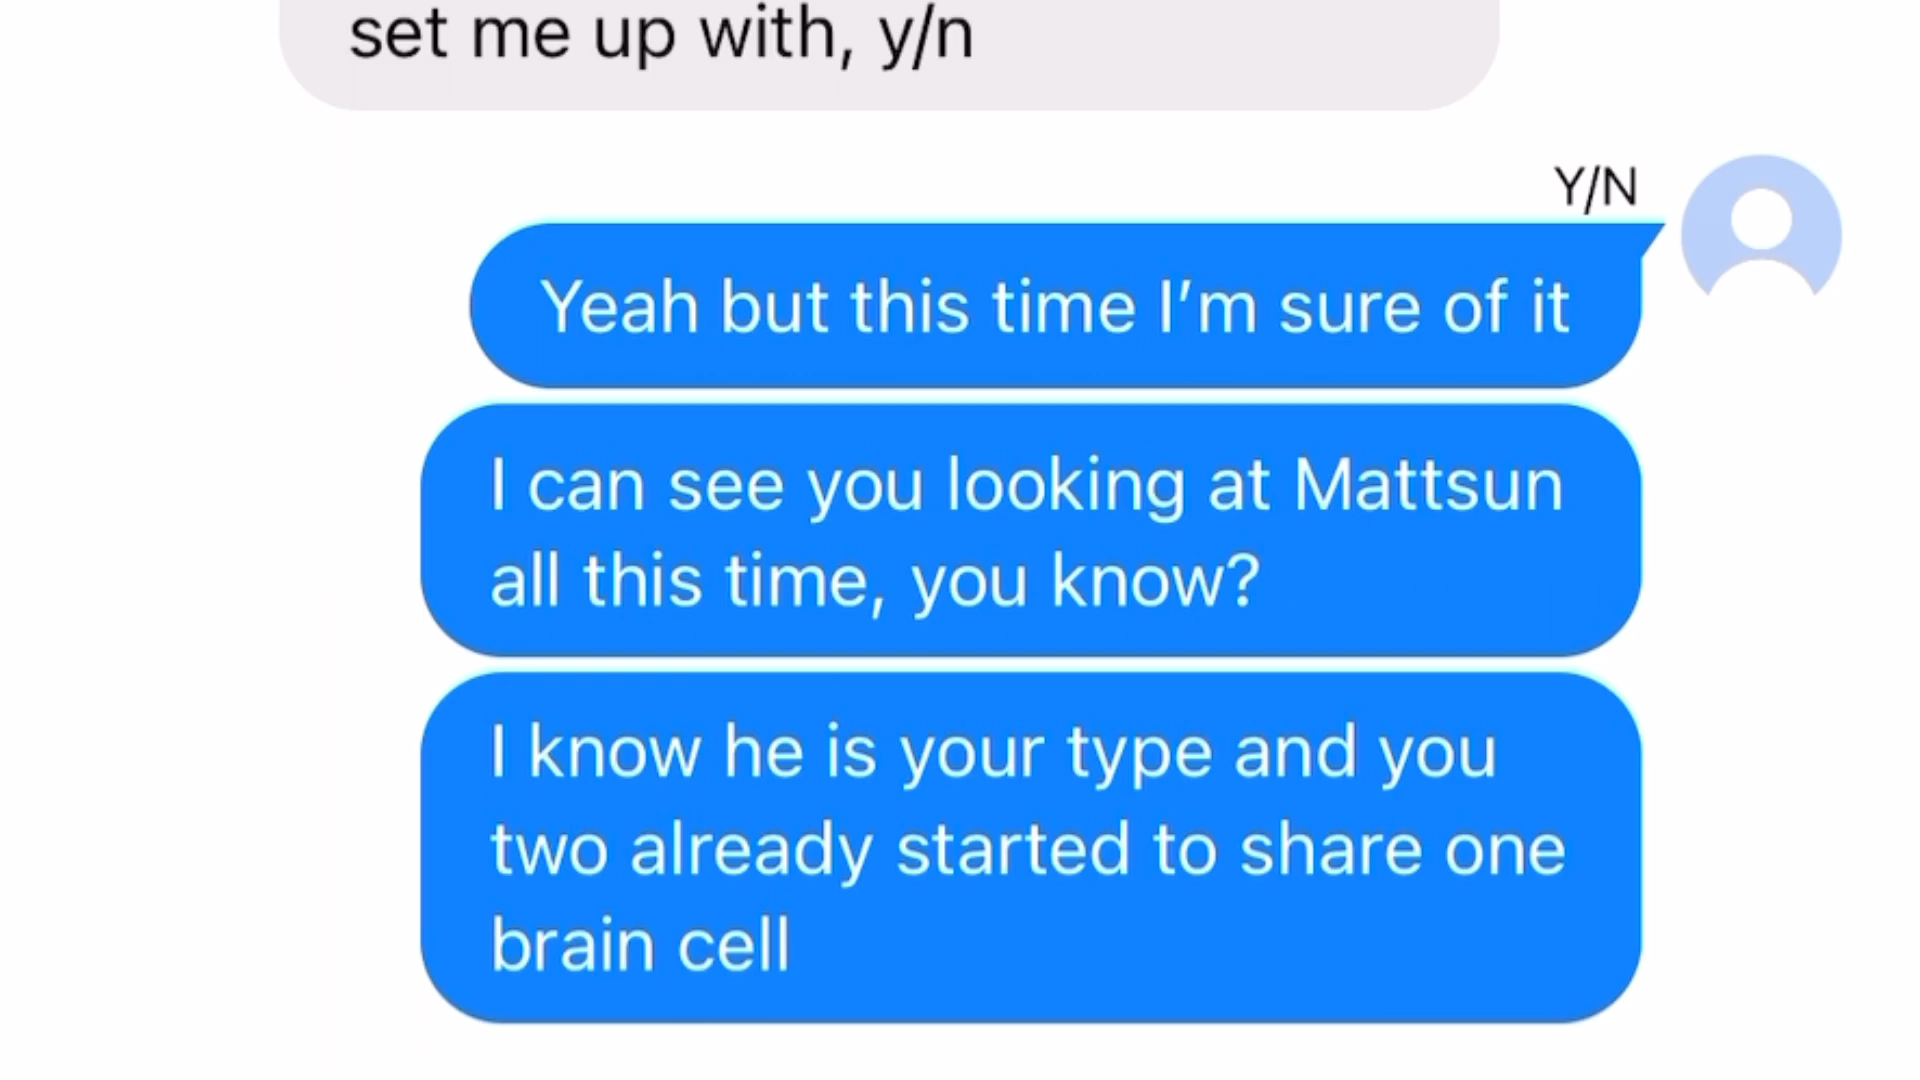 set me up with, y/n
Y/N
Yeah but this time I’m sure of it
I can see you looking at Mattsun
all this time, you know?
I know he is your type and you
two already started to share one
brain cell